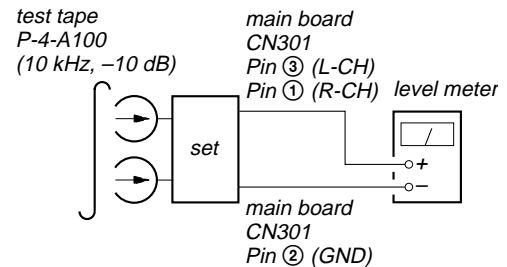 test tape
P-4-A100
(10 kHz, –10 dB)
main board
CN301
Pin ③ (L-CH)
Pin ① (R-CH)
level meter
set
+
–
main board
CN301
Pin ② (GND)